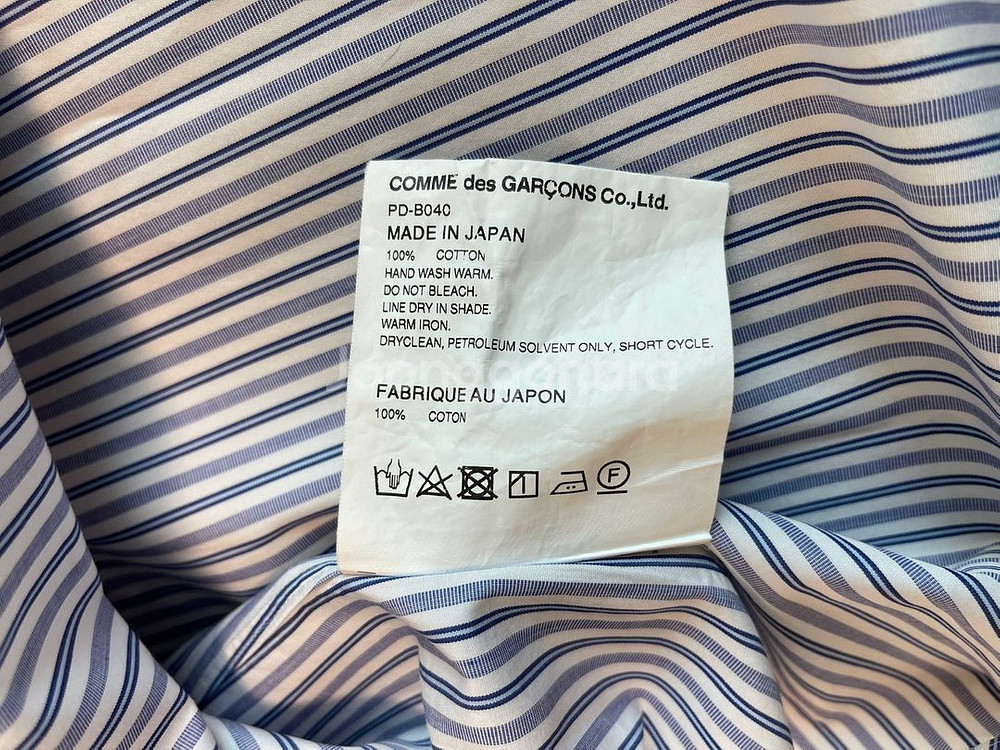 COMME des GARÇONS Co.,Ltd.
PD-B040
MADE IN JAPAN
100% COTTON
HAND WASH WARM.
DO NOT BLEACH.
LINE DRY IN SHADE.
WARM IRON.
DRYCLEAN, PETROLEUM SOLVENT ONLY, SHORT CYCLE.
FABRIQUE AU JAPON
100% COTON
F